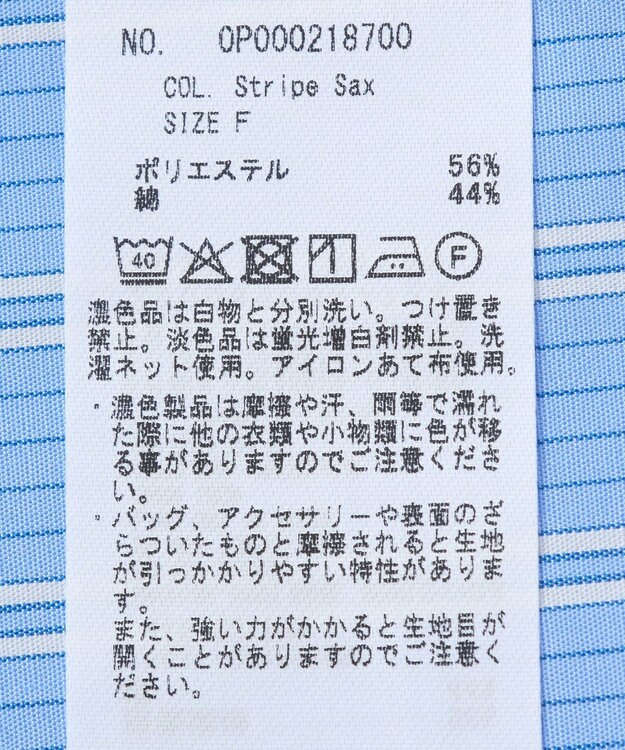 NO. 0P000218700
COL. Stripe Sax
SIZE F
ポリエステル 56%
綿 44%
40 F
濃色品は白物と分別洗い。つけ置き
禁止。淡色品は蛍光増白剤禁止。洗
濯ネット使用。アイロンあて布使用。
・濃色製品は摩擦や汗、雨等で濡れ
た際に他の衣類や小物類に色が移
る事がありますのでご注意くださ
い。
・バッグ、アクセサリーや表面のざ
らついたものと摩擦されると生地
が引っかかりやすい特性がありま
す。
また、強い力がかかると生地目が
開くことがありますのでご注意く
ださい。